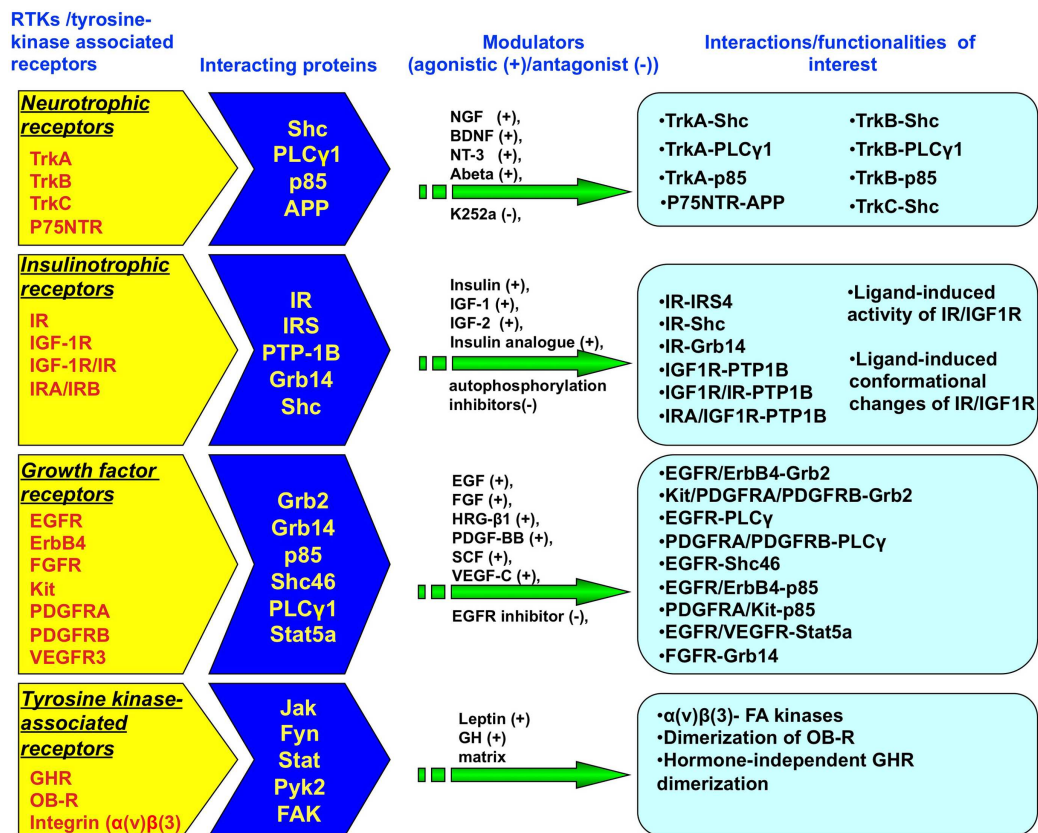 RTKs /tyrosine-
kinase associated
receptors
Interacting proteins
Modulators
(agonistic (+)/antagonist (-))
Interactions/functionalities of
interest
Neurotrophic
receptors
TrkA
TrkB
TrkC
P75NTR
Shc
PLCγ1
p85
APP
NGF (+),
BDNF (+),
NT-3 (+),
Abeta (+),
K252a (-),
•TrkA-Shc
•TrkA-PLCγ1
•TrkA-p85
•P75NTR-APP
•TrkB-Shc
•TrkB-PLCγ1
•TrkB-p85
•TrkC-Shc
Insulinotrophic
receptors
IR
IGF-1R
IGF-1R/IR
IRA/IRB
IR
IRS
PTP-1B
Grb14
Shc
Insulin (+),
IGF-1 (+),
IGF-2 (+),
Insulin analogue (+),
autophosphorylation
inhibitors(-)
•IR-IRS4
•IR-Shc
•IR-Grb14
•IGF1R-PTP1B
•IGF1R/IR-PTP1B
•IRA/IGF1R-PTP1B
•Ligand-induced
activity of IR/IGF1R
•Ligand-induced
conformational
changes of IR/IGF1R
Growth factor
receptors
EGFR
ErbB4
FGFR
Kit
PDGFRA
PDGFRB
VEGFR3
Grb2
Grb14
p85
Shc46
PLCγ1
Stat5a
EGF (+),
FGF (+),
HRG-β1 (+),
PDGF-BB (+),
SCF (+),
VEGF-C (+),
EGFR inhibitor (-),
•EGFR/ErbB4-Grb2
•Kit/PDGFRA/PDGFRB-Grb2
•EGFR-PLCγ
•PDGFRA/PDGFRB-PLCγ
•EGFR-Shc46
•EGFR/ErbB4-p85
•PDGFRA/Kit-p85
•EGFR/VEGFR-Stat5a
•FGFR-Grb14
Tyrosine kinase-
associated
receptors
GHR
OB-R
Integrin (α(v)β(3)
Jak
Fyn
Stat
Pyk2
FAK
Leptin (+)
GH (+)
matrix
•α(v)β(3)- FA kinases
•Dimerization of OB-R
•Hormone-independent GHR
dimerization